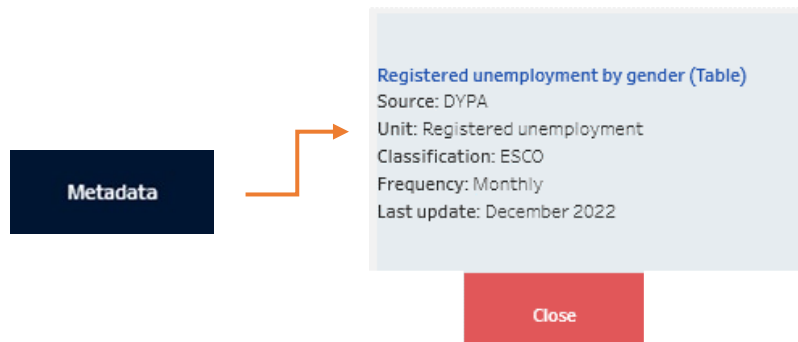 Metadata
Registered unemployment by gender (Table)
Source: DYPA
Unit: Registered unemployment
Classification: ESCO
Frequency: Monthly
Last update: December 2022
Close